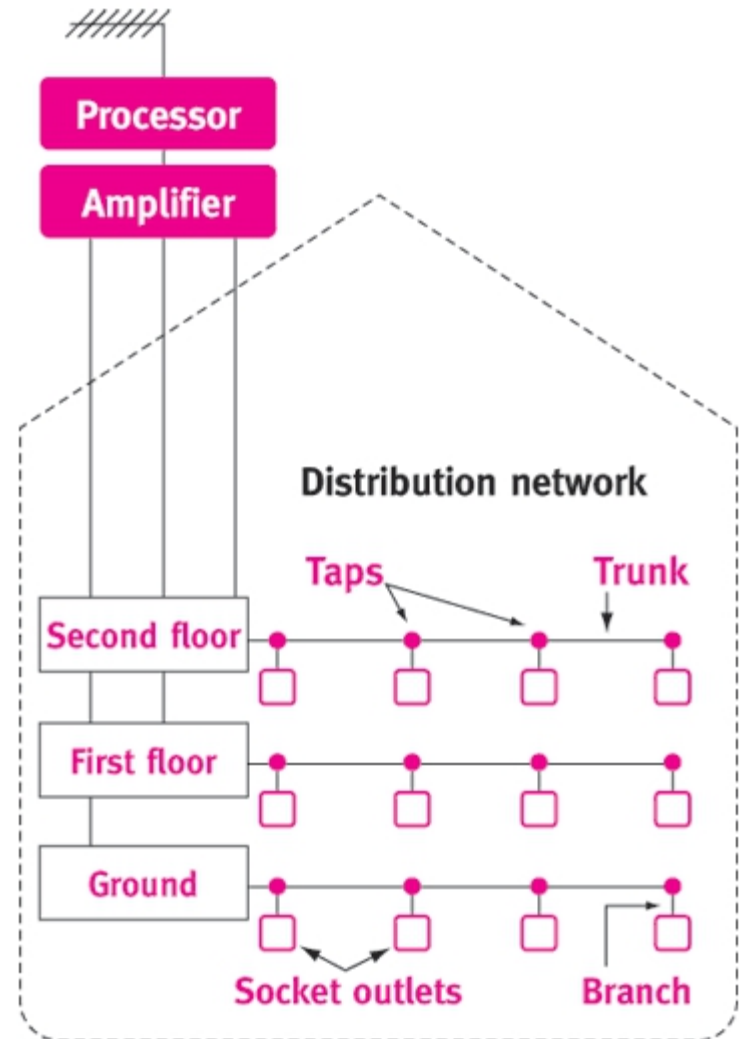 Processor
Amplifier
Distribution network
Taps
Trunk
Second floor
First floor
Ground
Socket outlets
Branch